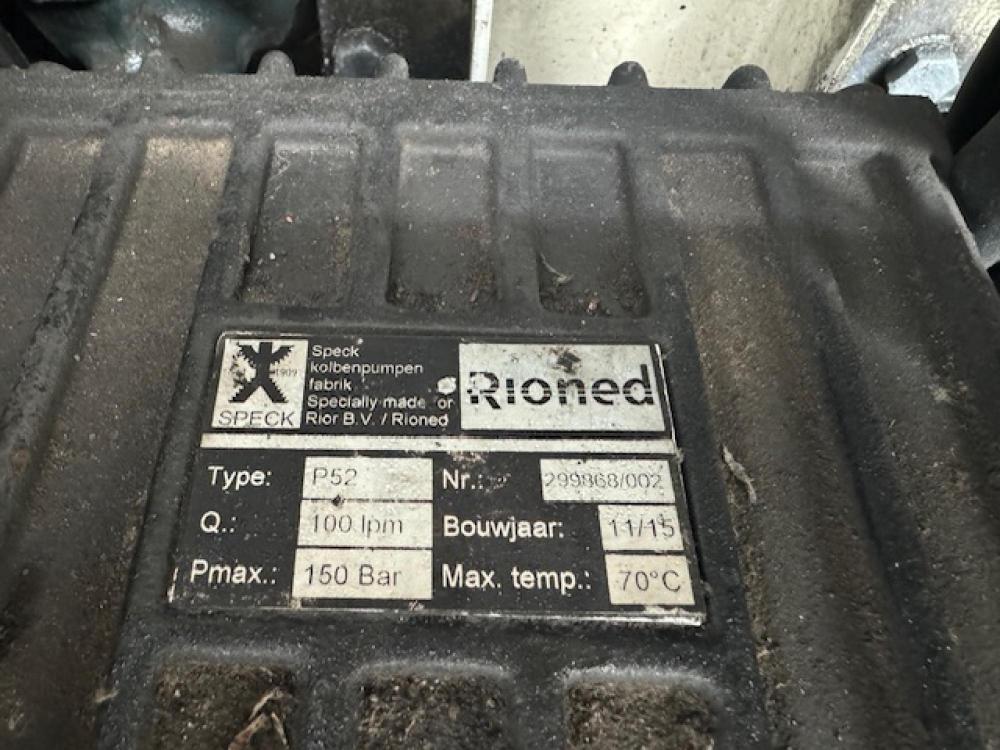 1909
SPECK
Speck
kolbenpumpen
fabrik
Specially made for
Rior B.V. / Rioned
Rioned
Type: P52 Nr.: 299868/002
Q.: 100 lpm Bouwjaar: 11/15
Pmax.: 150 Bar Max. temp.: 70°C